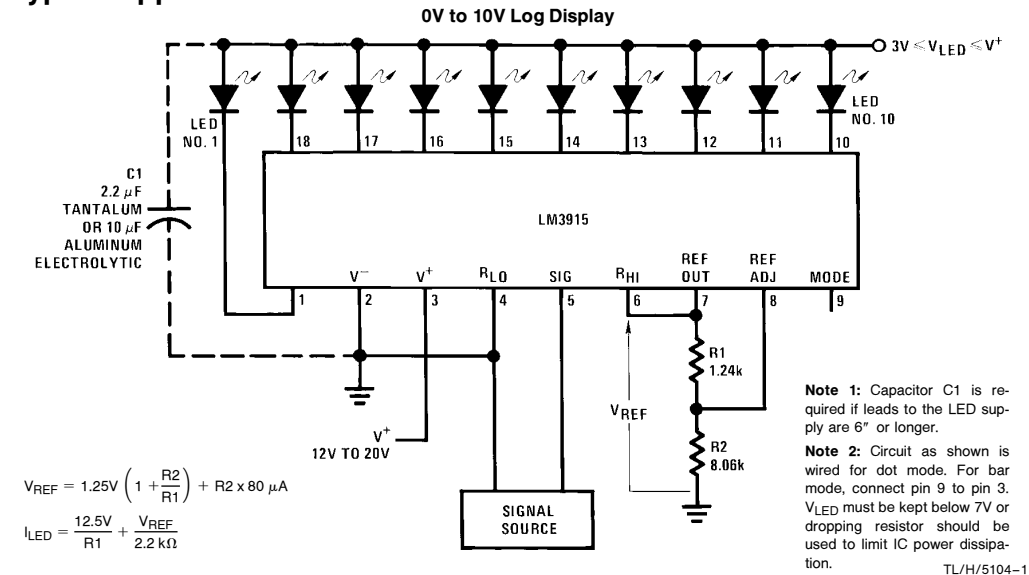 0V to 10V Log Display
3V ≤ VLED ≤ V+
LED
NO. 1
LED
NO. 10
18 17 16 15 14 13 12 11 10
C1
2.2 μF
TANTALUM
OR 10 μF
ALUMINUM
ELECTROLYTIC
LM3915
V− V+ RLO SIG RHI REF OUT REF ADJ MODE
1 2 3 4 5 6 7 8 9
R1
1.24k
VREF
R2
8.06k
V+
12V TO 20V
SIGNAL
SOURCE
VREF = 1.25V (1 + R2/R1) + R2 x 80 μA
ILED = 12.5V/R1 + VREF/2.2 kΩ
Note 1: Capacitor C1 is re-
quired if leads to the LED sup-
ply are 6″ or longer.
Note 2: Circuit as shown is
wired for dot mode. For bar
mode, connect pin 9 to pin 3.
VLED must be kept below 7V or
dropping resistor should be
used to limit IC power dissipa-
tion.
TL/H/5104–1